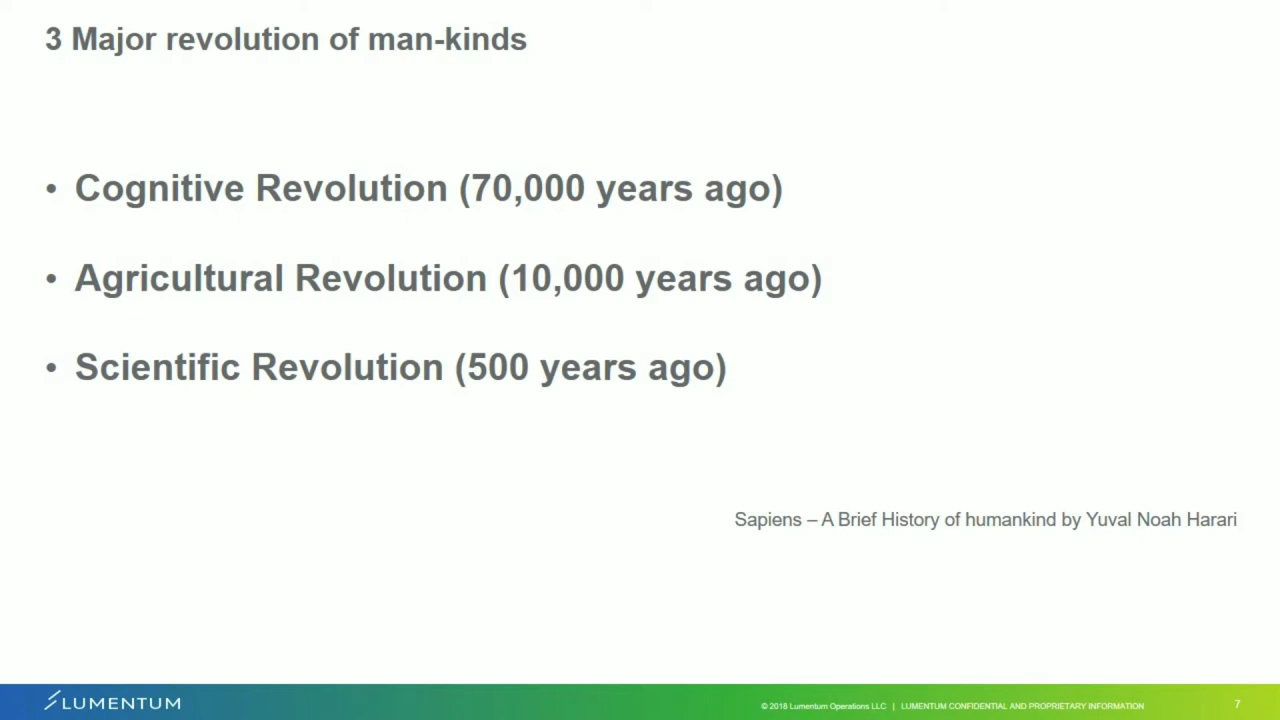 3 Major revolution of man-kinds
• Cognitive Revolution (70,000 years ago)
• Agricultural Revolution (10,000 years ago)
• Scientific Revolution (500 years ago)
Sapiens – A Brief History of humankind by Yuval Noah Harari
LUMENTUM
© 2018 Lumentum Operations LLC | LUMENTUM CONFIDENTIAL AND PROPRIETARY INFORMATION
7